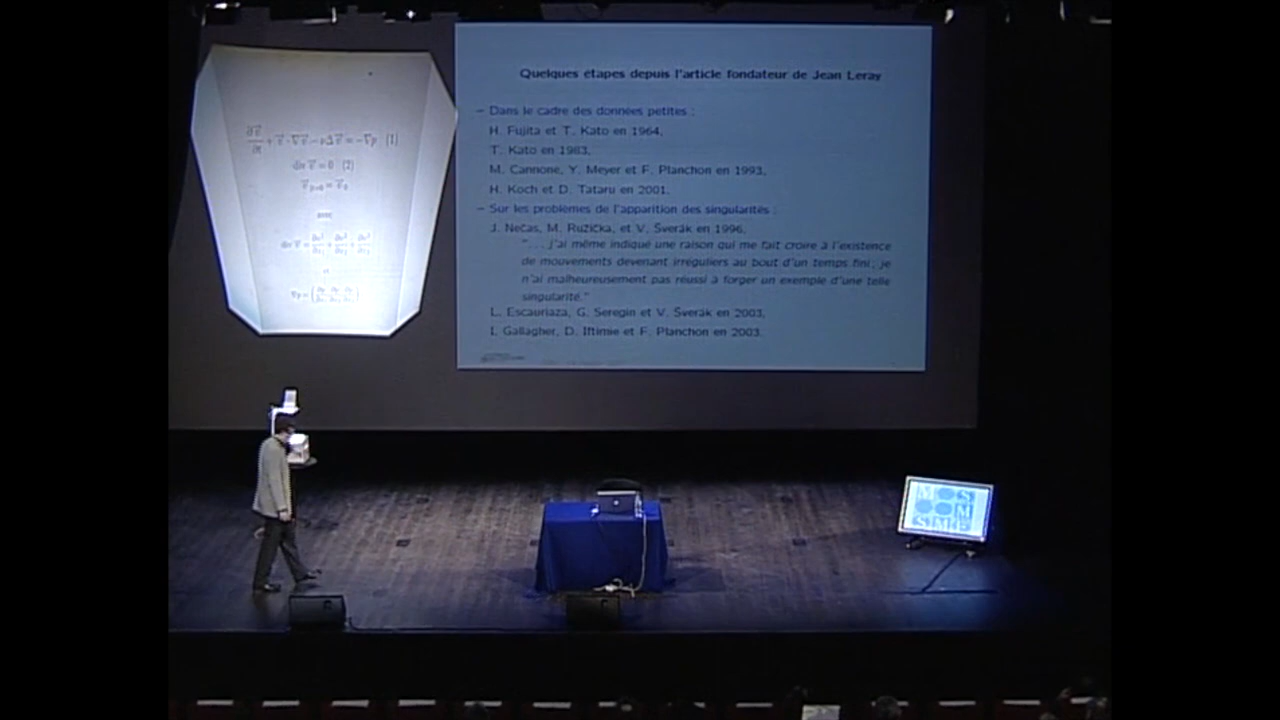 ∂v⃗/∂t + v⃗ · ∇v⃗ − νΔv⃗ = −∇p (1)
div v⃗ = 0 (2)
avec
Quelques étapes depuis l'article fondateur de Jean Leray
– Dans le cadre des données petites :
H. Fujita et T. Kato en 1964,
T. Kato en 1983,
M. Cannone, Y. Meyer et F. Planchon en 1993,
H. Koch et D. Tataru en 2001.
– Sur les problèmes de l'apparition des singularités :
J. Nečas, M. Ružička, et V. Šverák en 1996,
"... j'ai même indiqué une raison qui me fait croire à l'existence
de mouvements devenant irréguliers au bout d'un temps fini ; je
n'ai malheureusement pas réussi à forger un exemple d'une telle
singularité."
L. Escauriaza, G. Seregin et V. Šverák en 2003,
I. Gallagher, D. Iftimie et F. Planchon en 2003.